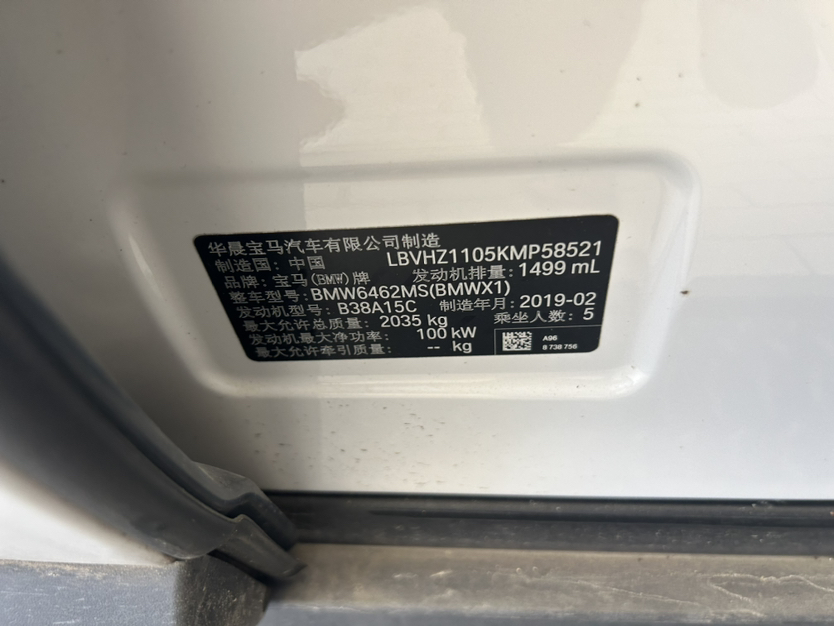 华晨宝马汽车有限公司制造
制造国：中国 LBVHZ1105KMP58521
品牌：宝马(BMW)牌 发动机排量：1499 mL
整车型号：BMW6462MS(BMWX1)
发动机型号：B38A15C 制造年月：2019-02
最大允许总质量：2035 kg 乘坐人数：5
发动机最大净功率：100 kW
最大允许牵引质量：-- kg
A96
8 738 756